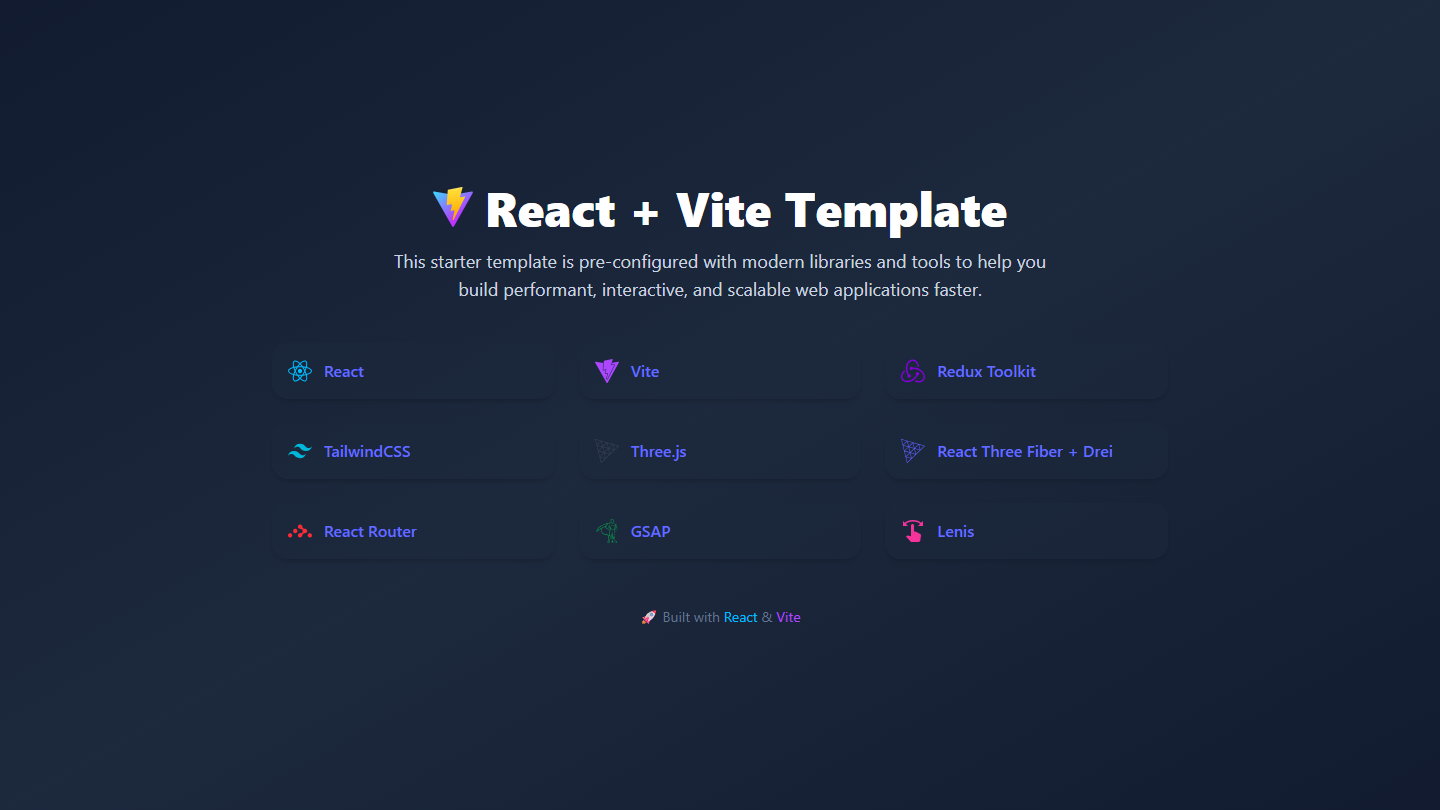 React + Vite Template
This starter template is pre-configured with modern libraries and tools to help you
build performant, interactive, and scalable web applications faster.
React
Vite
Redux Toolkit
TailwindCSS
Three.js
React Three Fiber + Drei
React Router
GSAP
Lenis
🚀 Built with React & Vite